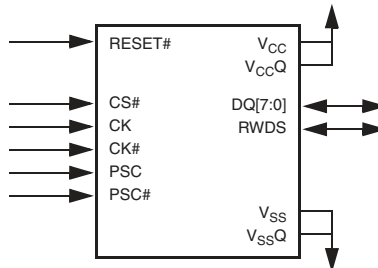 RESET#
CS#
CK
CK#
PSC
PSC#
VCC
VCCQ
DQ[7:0]
RWDS
VSS
VSSQ